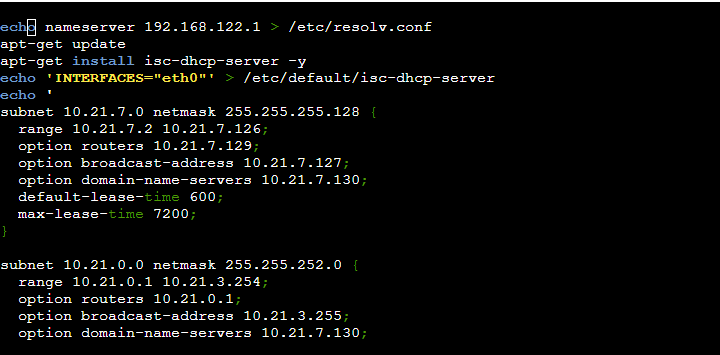 echo nameserver 192.168.122.1 > /etc/resolv.conf
apt-get update
apt-get install isc-dhcp-server -y
echo 'INTERFACES="eth0"' > /etc/default/isc-dhcp-server
echo '
subnet 10.21.7.0 netmask 255.255.255.128 {
  range 10.21.7.2 10.21.7.126;
  option routers 10.21.7.129;
  option broadcast-address 10.21.7.127;
  option domain-name-servers 10.21.7.130;
  default-lease-time 600;
  max-lease-time 7200;
}

subnet 10.21.0.0 netmask 255.255.252.0 {
  range 10.21.0.1 10.21.3.254;
  option routers 10.21.0.1;
  option broadcast-address 10.21.3.255;
  option domain-name-servers 10.21.7.130;